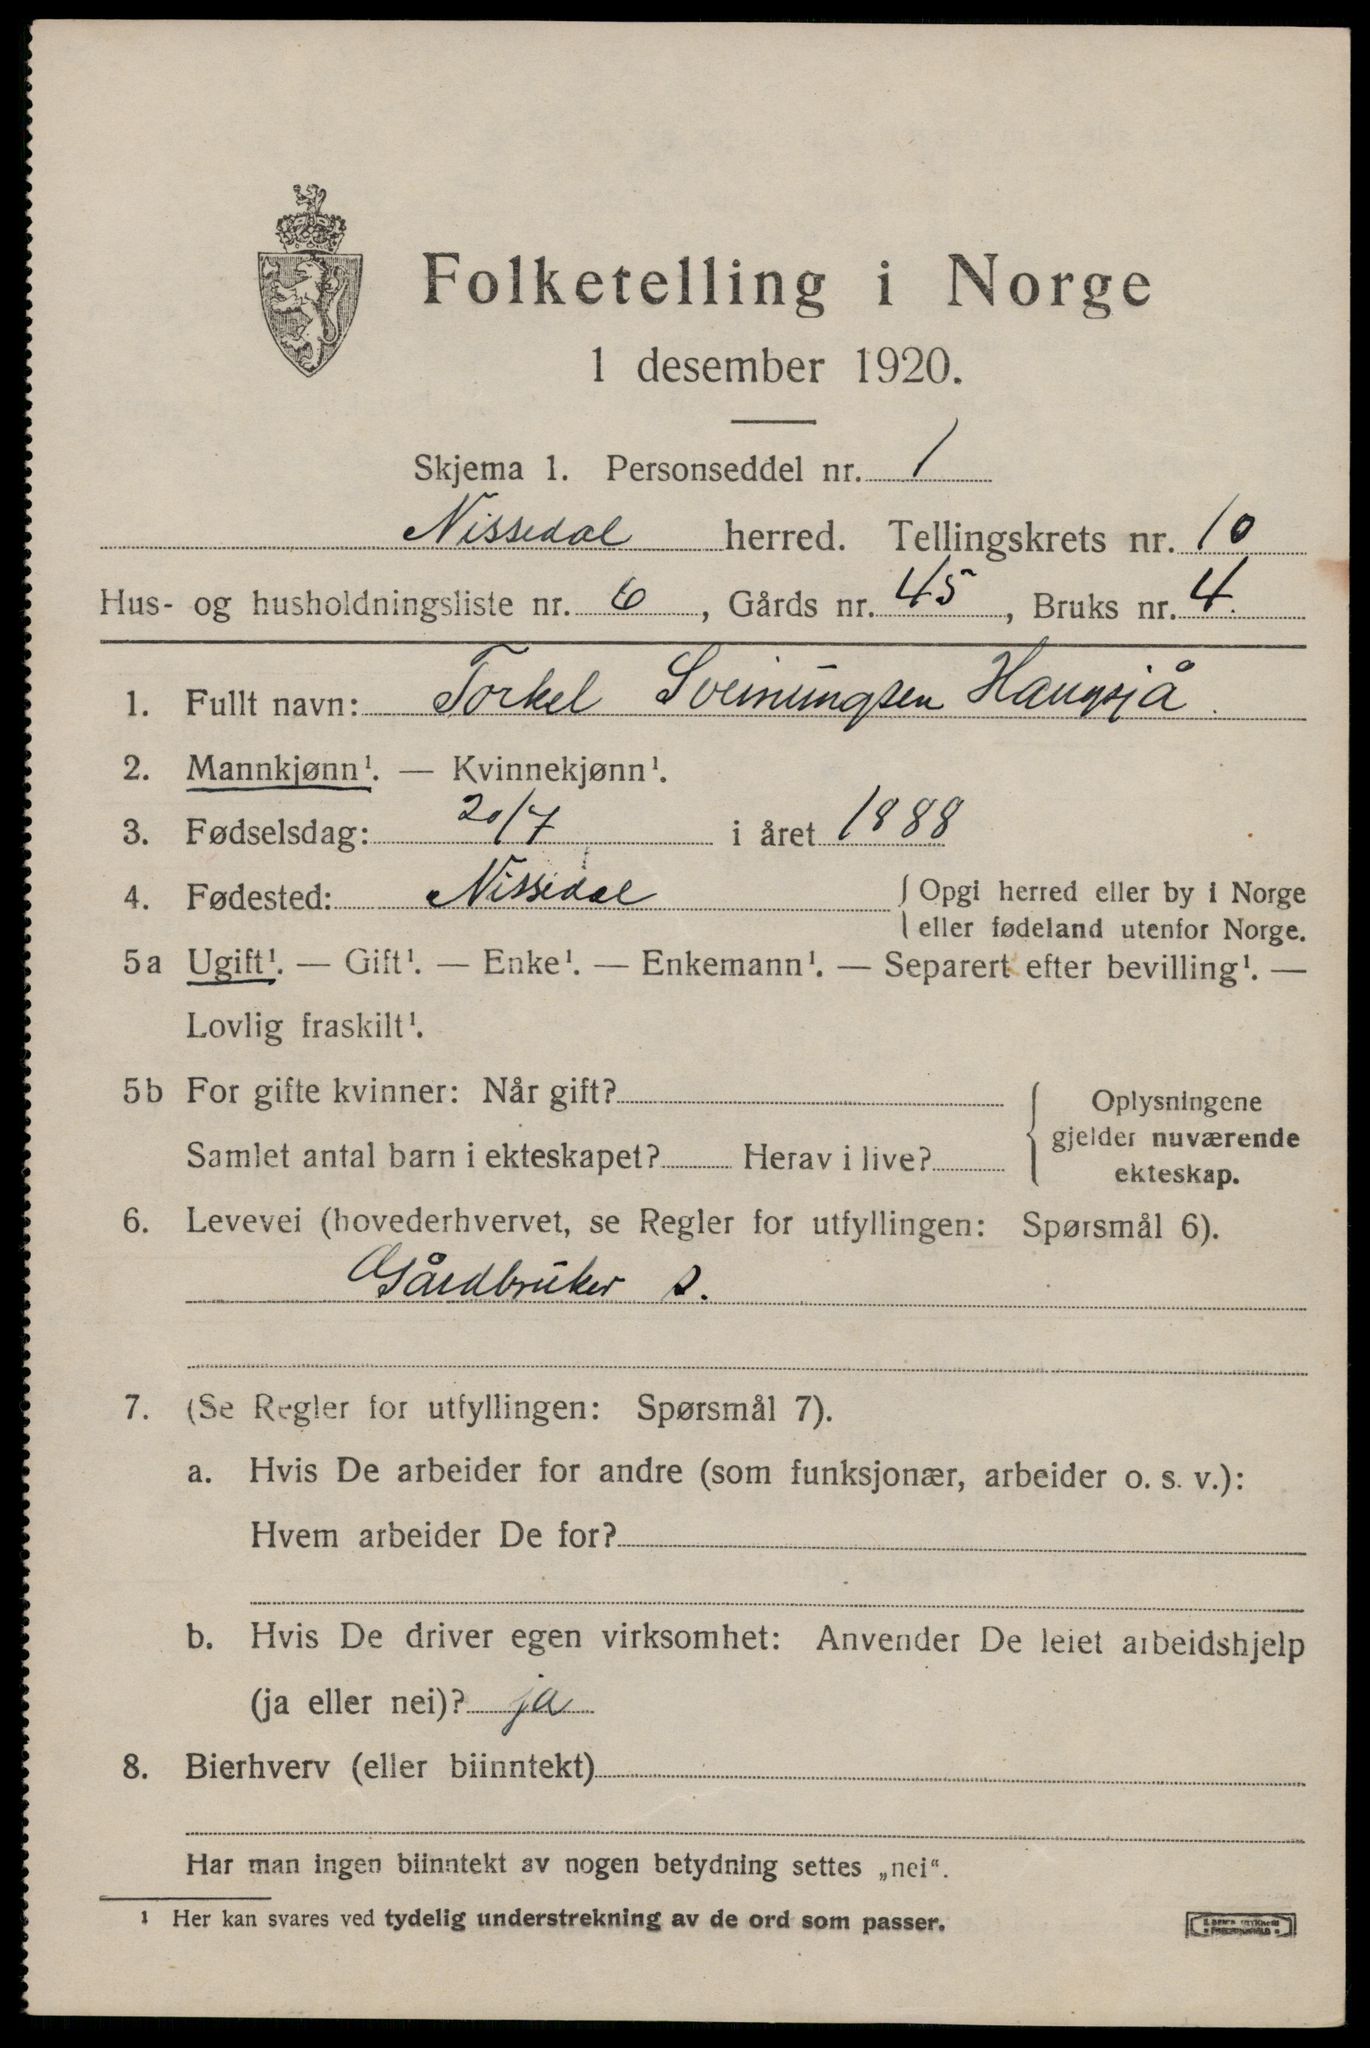 Folketelling i Norge
1 desember 1920.
Skjema 1. Personseddel nr. 1
Nissedal herred. Tellingskrets nr. 10
Hus- og husholdningsliste nr. 6, Gårds nr. 45, Bruks nr. 4.
1. Fullt navn: Torkel Sveinungsen Haugsjå.
2. Mannkjønn¹. — Kvinnekjønn¹.
3. Fødselsdag: 20/7 i året 1888
4. Fødested: Nissedal { Opgi herred eller by i Norge
eller fødeland utenfor Norge.
5a Ugift¹. — Gift¹. — Enke¹. — Enkemann¹. — Separert efter bevilling¹. —
Lovlig fraskilt¹.
5b For gifte kvinner: Når gift?
Samlet antal barn i ekteskapet? Herav i live?
{ Oplysningene
gjelder nuværende
ekteskap.
6. Levevei (hovederhvervet, se Regler for utfyllingen: Spørsmål 6).
Gårdbruker s.
7. (Se Regler for utfyllingen: Spørsmål 7).
a. Hvis De arbeider for andre (som funksjonær, arbeider o. s. v.):
Hvem arbeider De for?
b. Hvis De driver egen virksomhet: Anvender De leiet arbeidshjelp
(ja eller nei)? ja
8. Bierhverv (eller biinntekt)
Har man ingen biinntekt av nogen betydning settes „nei“.
¹ Her kan svares ved tydelig understrekning av de ord som passer.